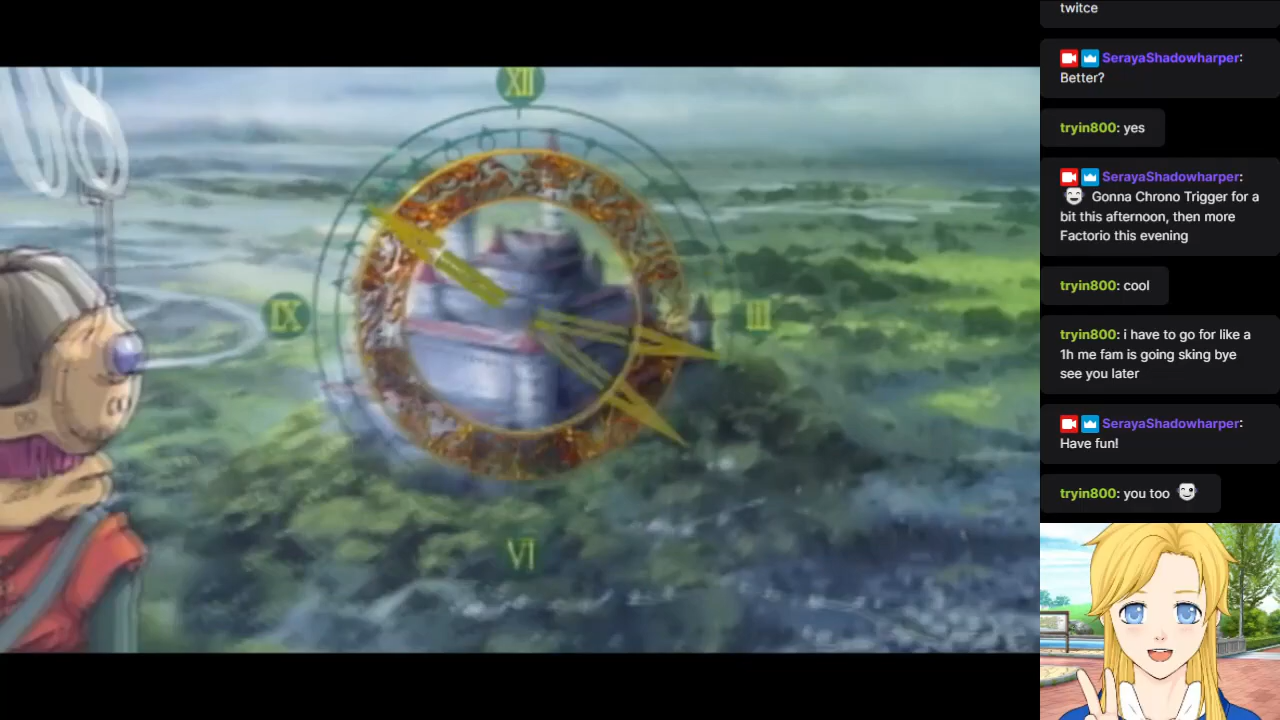 XII
IX
III
VI
twitce
SerayaShadowharper:
Better?
tryin800: yes
SerayaShadowharper:
Gonna Chrono Trigger for a
bit this afternoon, then more
Factorio this evening
tryin800: cool
tryin800: i have to go for like a
1h me fam is going sking bye
see you later
SerayaShadowharper:
Have fun!
tryin800: you too